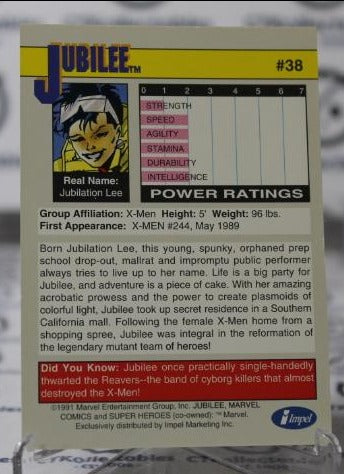 JUBILEE™
#38
0 1 2 3 4 5 6 7
STRENGTH
SPEED
AGILITY
STAMINA
DURABILITY
INTELLIGENCE
Real Name:
Jubilation Lee
POWER RATINGS
Group Affiliation: X-Men Height: 5' Weight: 96 lbs.
First Appearance: X-MEN #244, May 1989
Born Jubilation Lee, this young, spunky, orphaned prep
school drop-out, mallrat and impromptu public performer
always tries to live up to her name. Life is a big party for
Jubilee, and adventure is a piece of cake. With her amazing
acrobatic prowess and the power to create plasmoids of
colorful light, Jubilee took up secret residence in a Southern
California mall. Following the female X-Men home from a
shopping spree, Jubilee was integral in the reformation of
the legendary mutant team of heroes!
Did You Know: Jubilee once practically single-handedly
thwarted the Reavers--the band of cyborg killers that almost
destroyed the X-Men!
©1991 Marvel Entertainment Group, Inc. JUBILEE, MARVEL
COMICS and SUPER HEROES (co-owned): ™ Marvel.
Exclusively distributed by Impel Marketing Inc.
Impel